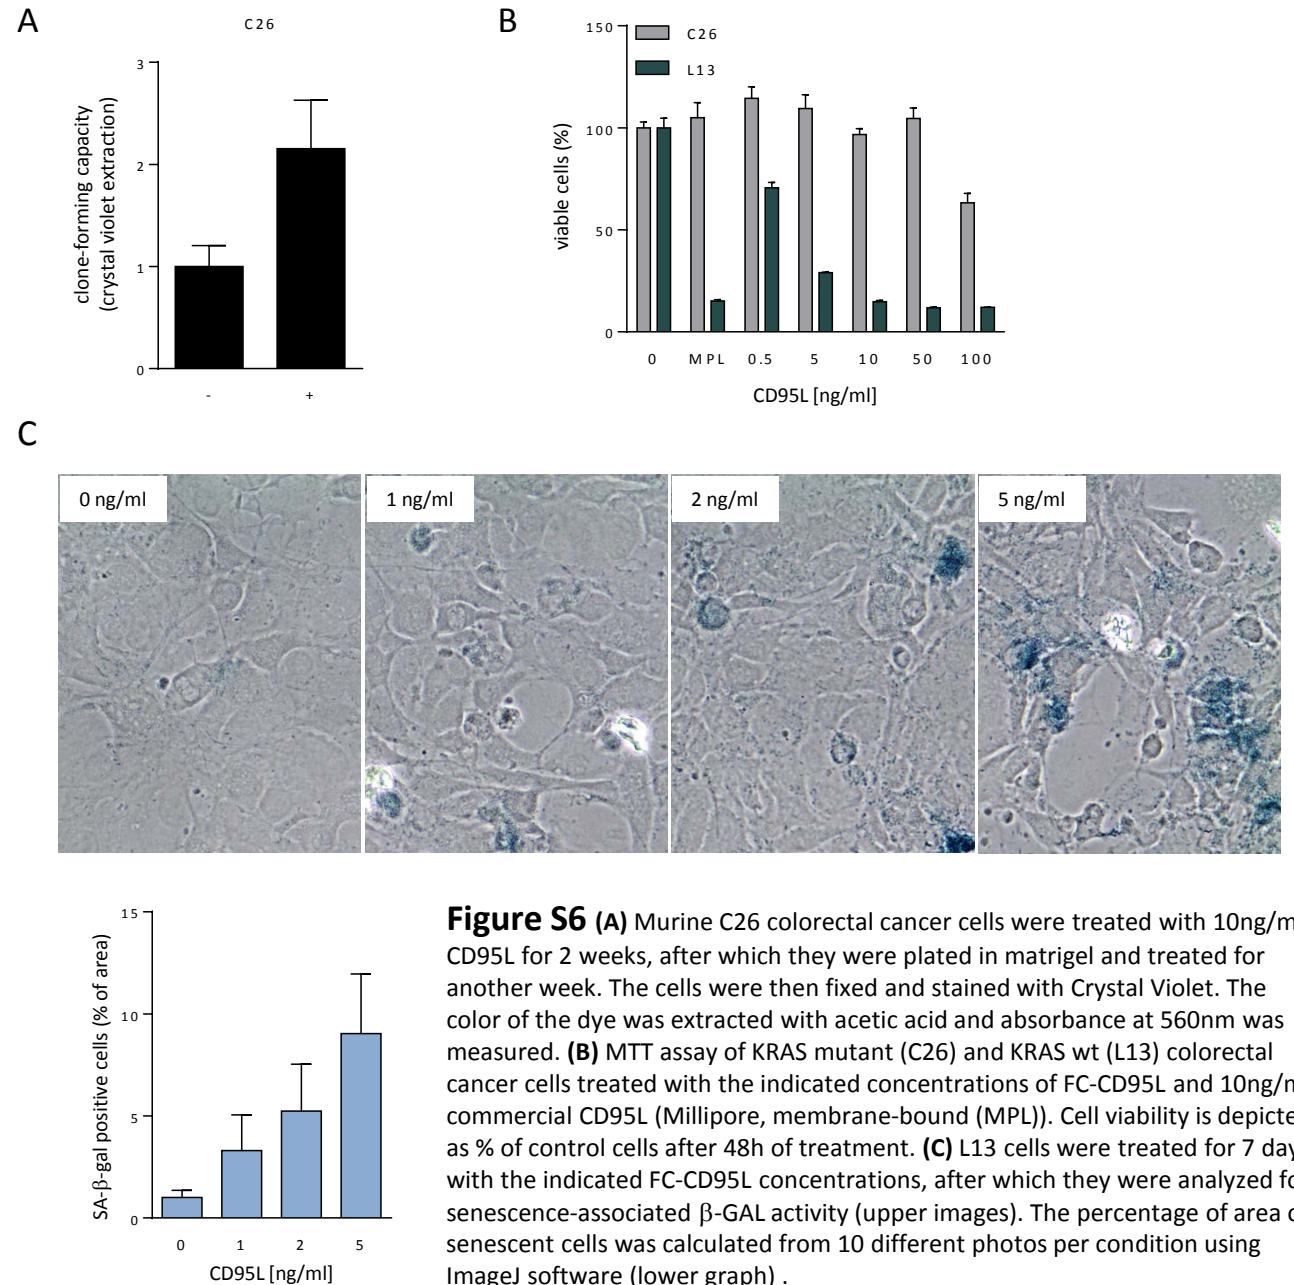 A
C26
3
2
1
0
clone-forming capacity
(crystal violet extraction)
-
+
B
150
100
50
0
C26
L13
viable cells (%)
0 MPL 0.5 5 10 50 100
CD95L [ng/ml]
C
0 ng/ml
1 ng/ml
2 ng/ml
5 ng/ml
15
10
5
0
SA-β-gal positive cells (% of area)
0 1 2 5
CD95L [ng/ml]
Figure S6 (A) Murine C26 colorectal cancer cells were treated with 10ng/m
CD95L for 2 weeks, after which they were plated in matrigel and treated for
another week. The cells were then fixed and stained with Crystal Violet. The
color of the dye was extracted with acetic acid and absorbance at 560nm was
measured. (B) MTT assay of KRAS mutant (C26) and KRAS wt (L13) colorectal
cancer cells treated with the indicated concentrations of FC-CD95L and 10ng/m
commercial CD95L (Millipore, membrane-bound (MPL)). Cell viability is depicte
as % of control cells after 48h of treatment. (C) L13 cells were treated for 7 day
with the indicated FC-CD95L concentrations, after which they were analyzed fo
senescence-associated β-GAL activity (upper images). The percentage of area o
senescent cells was calculated from 10 different photos per condition using
ImageJ software (lower graph) .